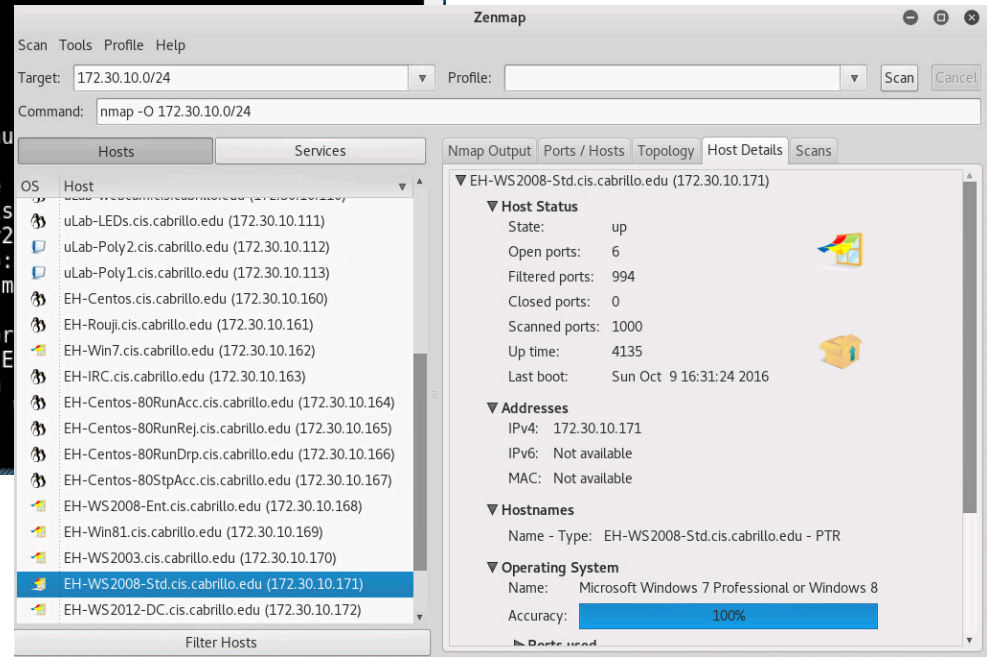 Zenmap
Scan Tools Profile Help
Target: 172.30.10.0/24 Profile: Scan Cancel
Command: nmap -O 172.30.10.0/24
Hosts Services
Nmap Output Ports / Hosts Topology Host Details Scans
OS Host
uLab-LEDs.cis.cabrillo.edu (172.30.10.111)
uLab-Poly2.cis.cabrillo.edu (172.30.10.112)
uLab-Poly1.cis.cabrillo.edu (172.30.10.113)
EH-Centos.cis.cabrillo.edu (172.30.10.160)
EH-Rouji.cis.cabrillo.edu (172.30.10.161)
EH-Win7.cis.cabrillo.edu (172.30.10.162)
EH-IRC.cis.cabrillo.edu (172.30.10.163)
EH-Centos-80RunAcc.cis.cabrillo.edu (172.30.10.164)
EH-Centos-80RunRej.cis.cabrillo.edu (172.30.10.165)
EH-Centos-80RunDrp.cis.cabrillo.edu (172.30.10.166)
EH-Centos-80StpAcc.cis.cabrillo.edu (172.30.10.167)
EH-WS2008-Ent.cis.cabrillo.edu (172.30.10.168)
EH-Win81.cis.cabrillo.edu (172.30.10.169)
EH-WS2003.cis.cabrillo.edu (172.30.10.170)
EH-WS2008-Std.cis.cabrillo.edu (172.30.10.171)
EH-WS2012-DC.cis.cabrillo.edu (172.30.10.172)
Filter Hosts
EH-WS2008-Std.cis.cabrillo.edu (172.30.10.171)
Host Status
State: up
Open ports: 6
Filtered ports: 994
Closed ports: 0
Scanned ports: 1000
Up time: 4135
Last boot: Sun Oct 9 16:31:24 2016
Addresses
IPv4: 172.30.10.171
IPv6: Not available
MAC: Not available
Hostnames
Name - Type: EH-WS2008-Std.cis.cabrillo.edu - PTR
Operating System
Name: Microsoft Windows 7 Professional or Windows 8
Accuracy: 100%
Ports used